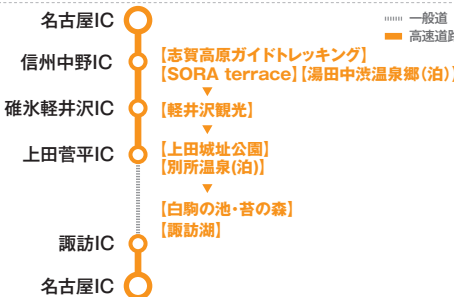 名古屋IC
一般道
高速道路
信州中野IC
【志賀高原ガイドトレッキング】
【SORA terrace】【湯田中渋温泉郷(泊)】
▼
碓氷軽井沢IC
【軽井沢観光】
▼
上田菅平IC
【上田城址公園】
【別所温泉(泊)】
▼
【白駒の池・苔の森】
【諏訪湖】
諏訪IC
名古屋IC